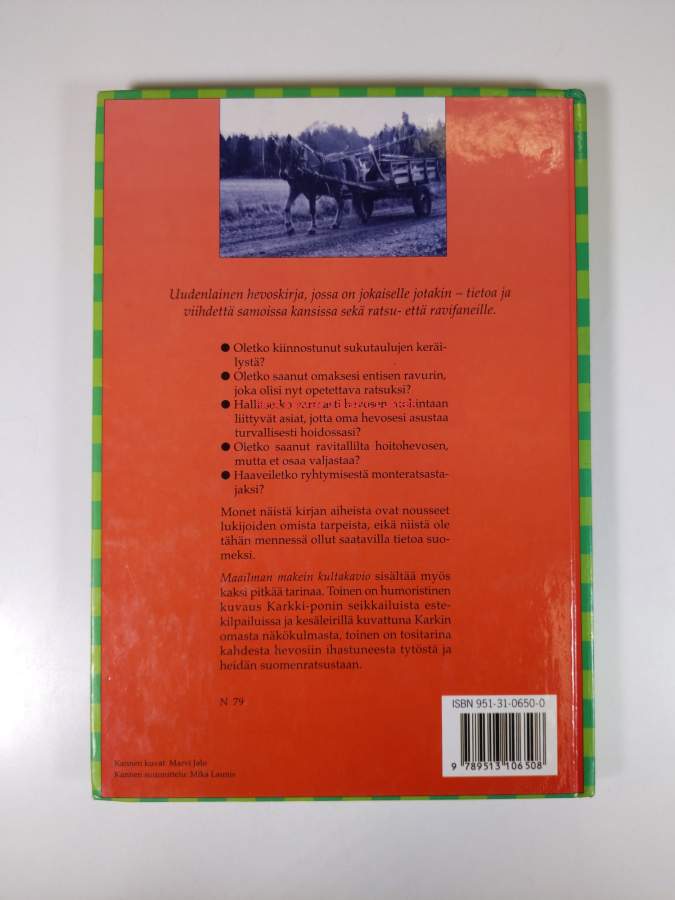 Uudenlainen hevoskirja, jossa on jokaiselle jotakin – tietoa ja
viihdettä samoissa kansissa sekä ratsu- että ravifaneille.
● Oletko kiinnostunut sukutaulujen keräi-
lystä?
● Oletko saanut omaksesi entisen ravurin,
joka olisi nyt opetettava ratsuksi?
● Hallitsetko varmasti hevosen ruokintaan
liittyvät asiat, jotta oma hevosesi asustaa
turvallisesti hoidossasi?
● Oletko saanut ravitallilta hoitohevosen,
mutta et osaa valjastaa?
● Haaveiletko ryhtymisestä monteratsasta-
jaksi?
Monet näistä kirjan aiheista ovat nousseet
lukijoiden omista tarpeista, eikä niistä ole
tähän mennessä ollut saatavilla tietoa suo-
meksi.
Maailman makein kultakavio sisältää myös
kaksi pitkää tarinaa. Toinen on humoristinen
kuvaus Karkki-ponin seikkailuista este-
kilpailuissa ja kesäleirillä kuvattuna Karkin
omasta näkökulmasta, toinen on tositarina
kahdesta hevosiin ihastuneesta tytöstä ja
heidän suomenratsustaan.
N 79
ISBN 951-31-0650-0
9 789513 106508
Kannen kuvat: Marvi Jalo
Kannen suunnittelu: Mika Launis